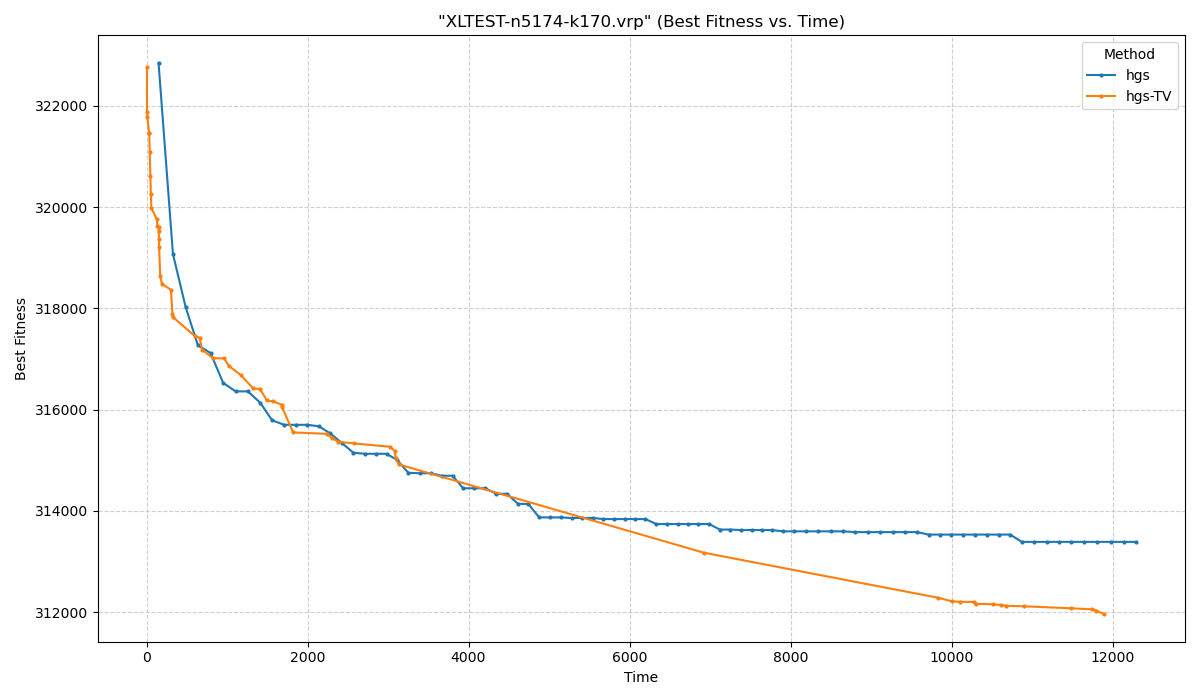 "XLTEST-n5174-k170.vrp" (Best Fitness vs. Time)
Method
hgs
hgs-TV
Best Fitness
322000
320000
318000
316000
314000
312000
0 2000 4000 6000 8000 10000 12000
Time